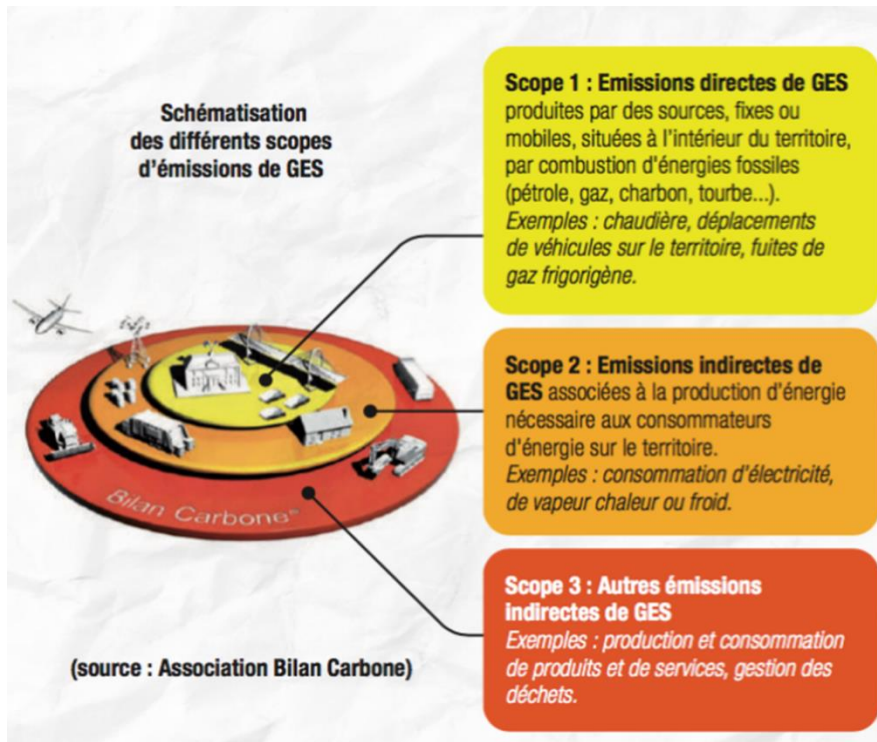 Schématisation
des différents scopes
d'émissions de GES
Scope 1 : Emissions directes de GES
produites par des sources, fixes ou
mobiles, situées à l'intérieur du territoire,
par combustion d'énergies fossiles
(pétrole, gaz, charbon, tourbe...).
Exemples : chaudière, déplacements
de véhicules sur le territoire, fuites de
gaz frigorigène.
Scope 2 : Emissions indirectes de
GES associées à la production d'énergie
nécessaire aux consommateurs
d'énergie sur le territoire.
Exemples : consommation d'électricité,
de vapeur chaleur ou froid.
Bilan Carbone®
Scope 3 : Autres émissions
indirectes de GES
Exemples : production et consommation
de produits et de services, gestion des
déchets.
(source : Association Bilan Carbone)